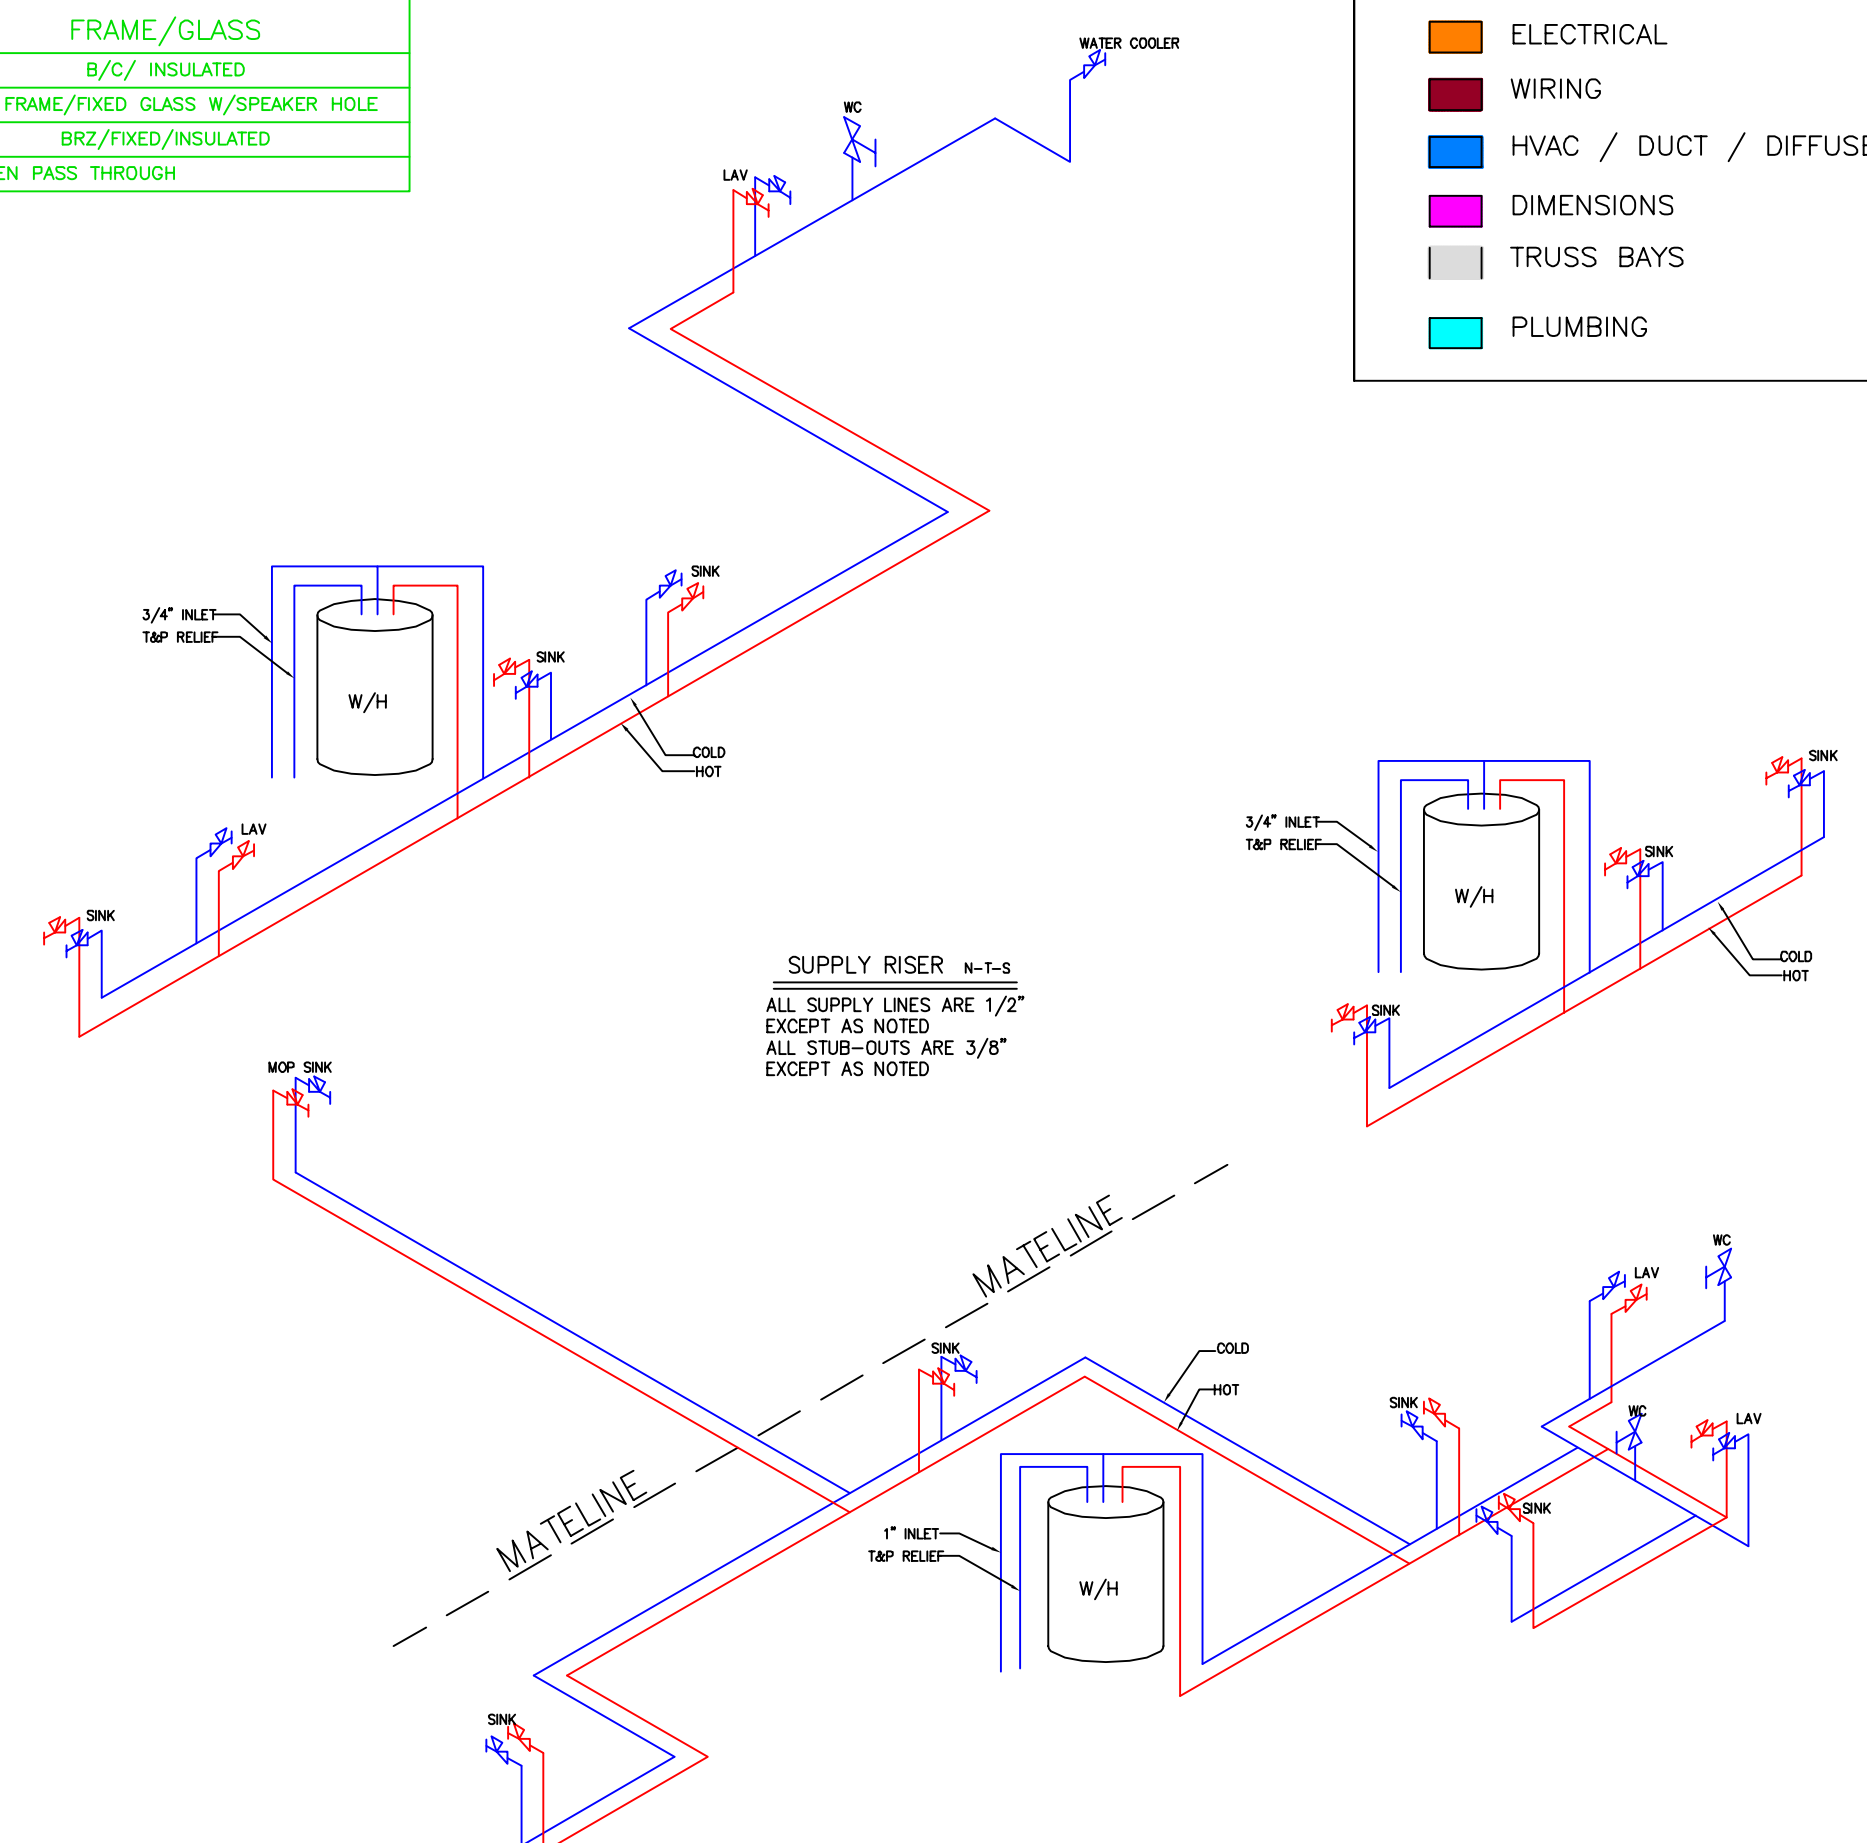 FRAME/GLASS
B/C/ INSULATED
FRAME/FIXED GLASS W/SPEAKER HOLE
BRZ/FIXED/INSULATED
EN PASS THROUGH
ELECTRICAL
WIRING
HVAC / DUCT / DIFFUSE
DIMENSIONS
TRUSS BAYS
PLUMBING
WATER COOLER
WC
LAV
SINK
3/4" INLET
T&P RELIEF
W/H
SINK
COLD
HOT
LAV
SINK
SINK
3/4" INLET
T&P RELIEF
W/H
SINK
COLD
HOT
SINK
SUPPLY RISER N-T-S
ALL SUPPLY LINES ARE 1/2"
EXCEPT AS NOTED
ALL STUB-OUTS ARE 3/8"
EXCEPT AS NOTED
MOP SINK
MATELINE
MATELINE
WC
LAV
SINK
COLD
HOT
SINK
WC
LAV
SINK
1" INLET
T&P RELIEF
W/H
SINK